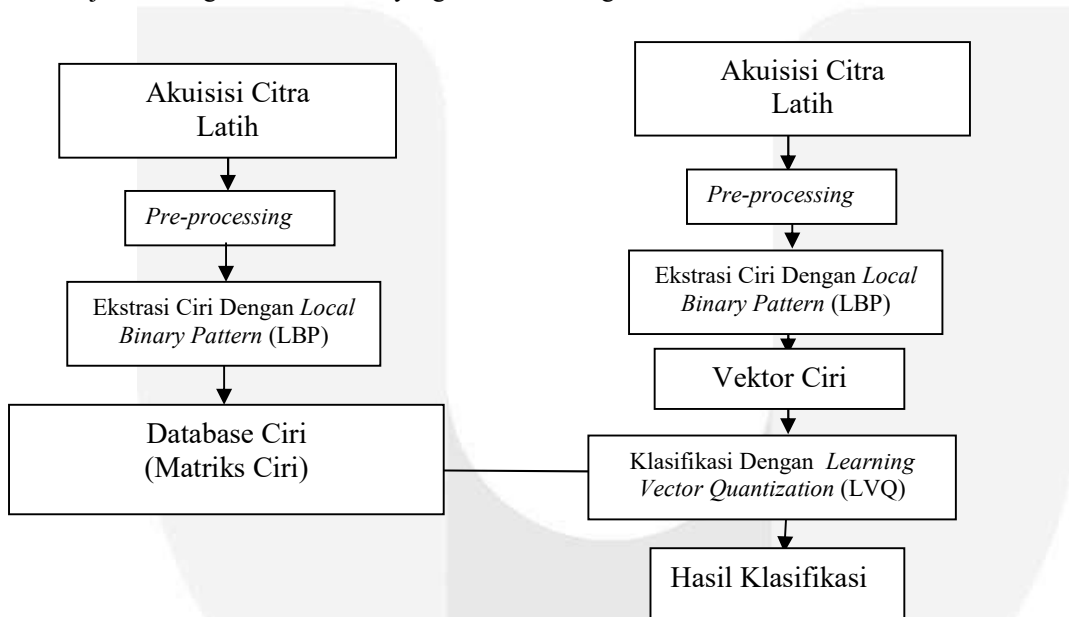 Akuisisi Citra
Latih
Pre-processing
Ekstrasi Ciri Dengan Local
Binary Pattern (LBP)
Database Ciri
(Matriks Ciri)
Akuisisi Citra
Latih
Pre-processing
Ekstrasi Ciri Dengan Local
Binary Pattern (LBP)
Vektor Ciri
Klasifikasi Dengan Learning
Vector Quantization (LVQ)
Hasil Klasifikasi